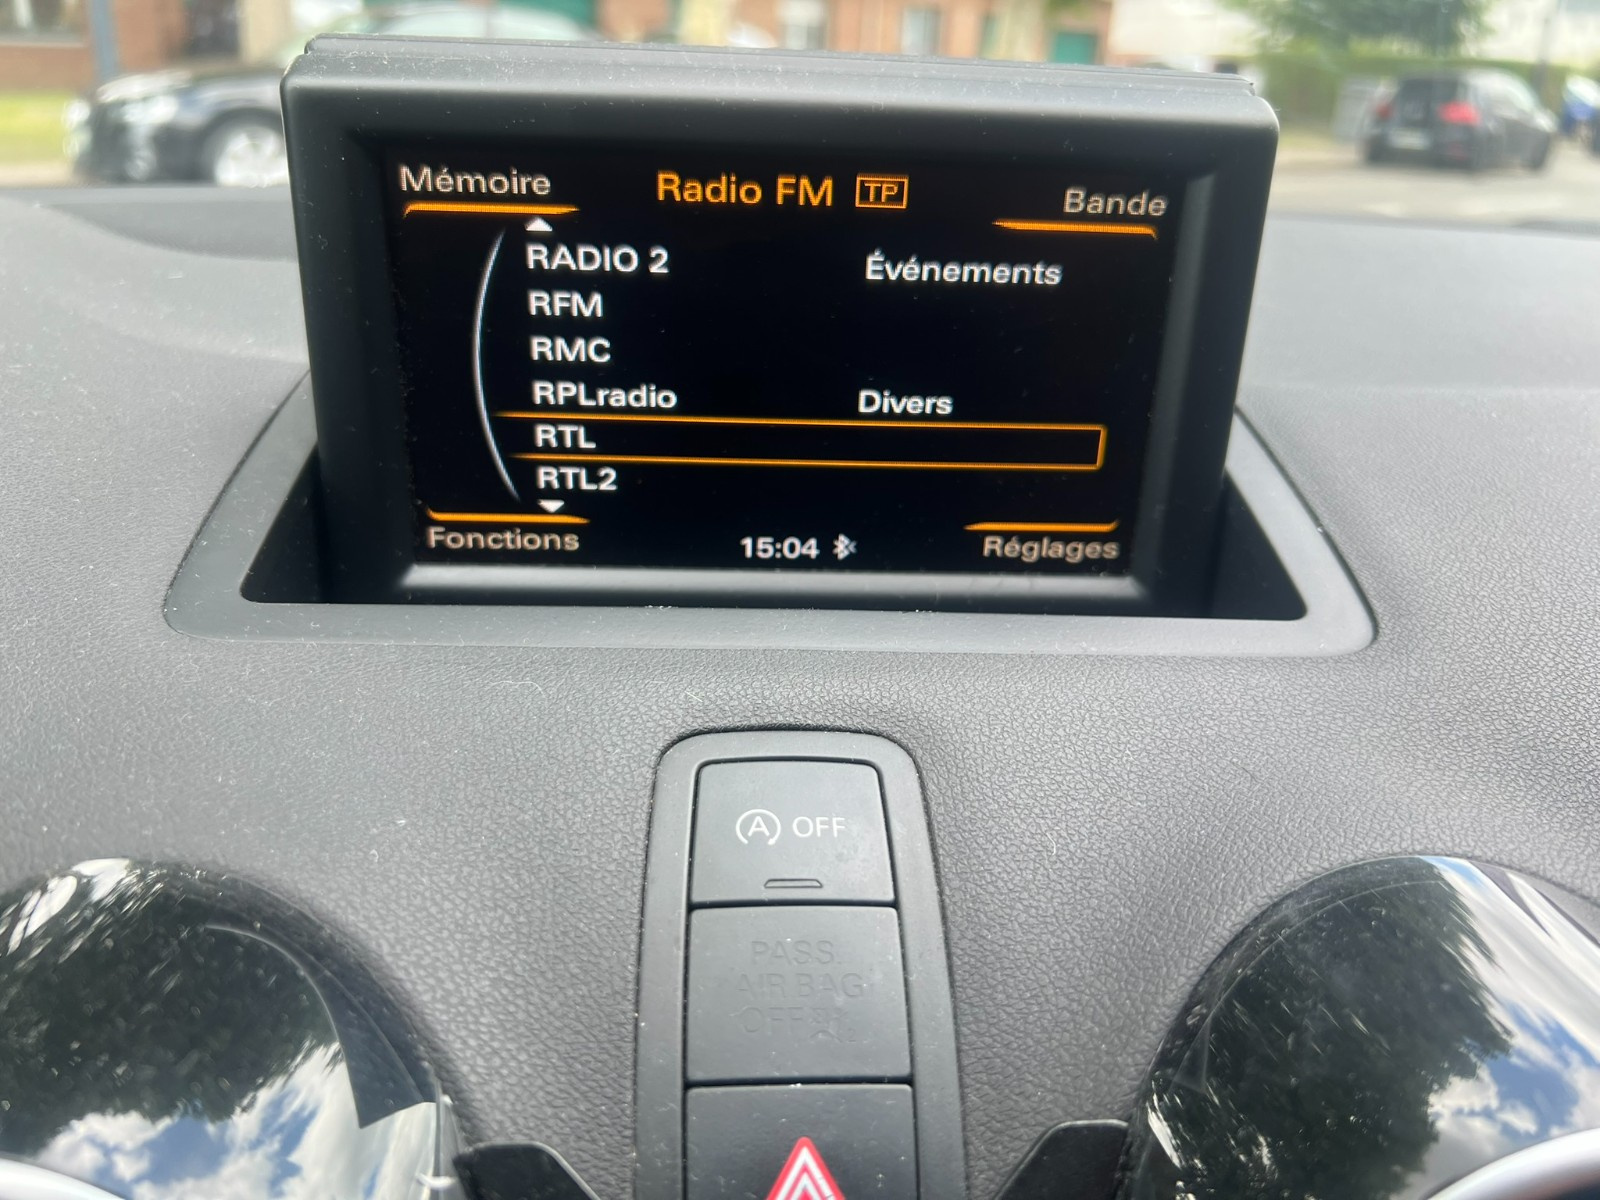 Mémoire
Radio FM TP
Bande
RADIO 2 Événements
RFM
RMC
RPLradio Divers
RTL
RTL2
Fonctions
15:04
Réglages
A OFF
PASS.
AIR BAG
OFF